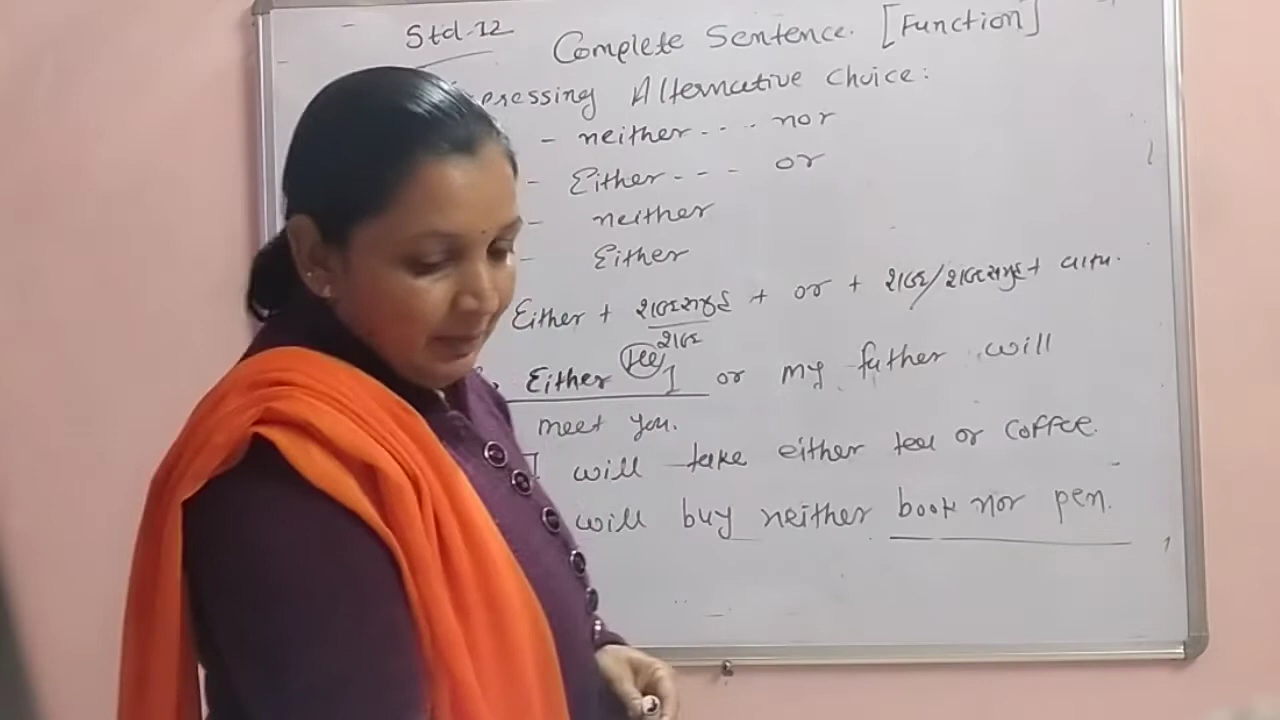 Std.12 Complete Sentence. [Function]
Alternative Choice:
- neither.... nor
- Either--- or
- neither
- Either
Either + શબ્દસમૂહ + or + શબ્દ/શબ્દસમૂહ +
શબ્દ
Either I or my father will
meet you.
I will take either tea or coffee.
will buy neither book nor pen.